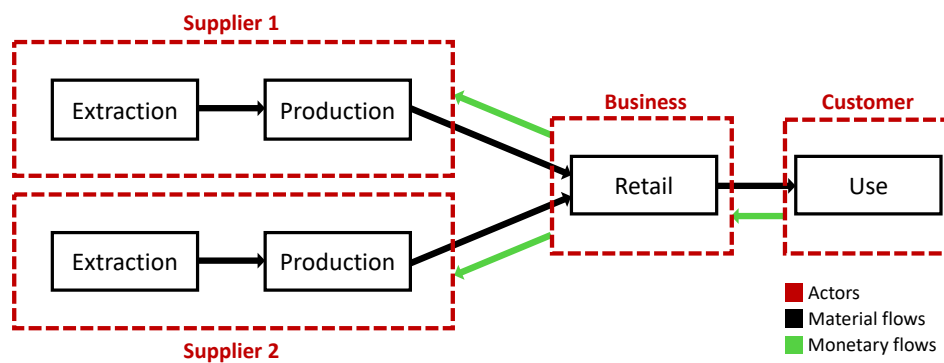 Supplier 1
Extraction
Production
Business
Customer
Retail
Use
Extraction
Production
Supplier 2
Actors
Material flows
Monetary flows